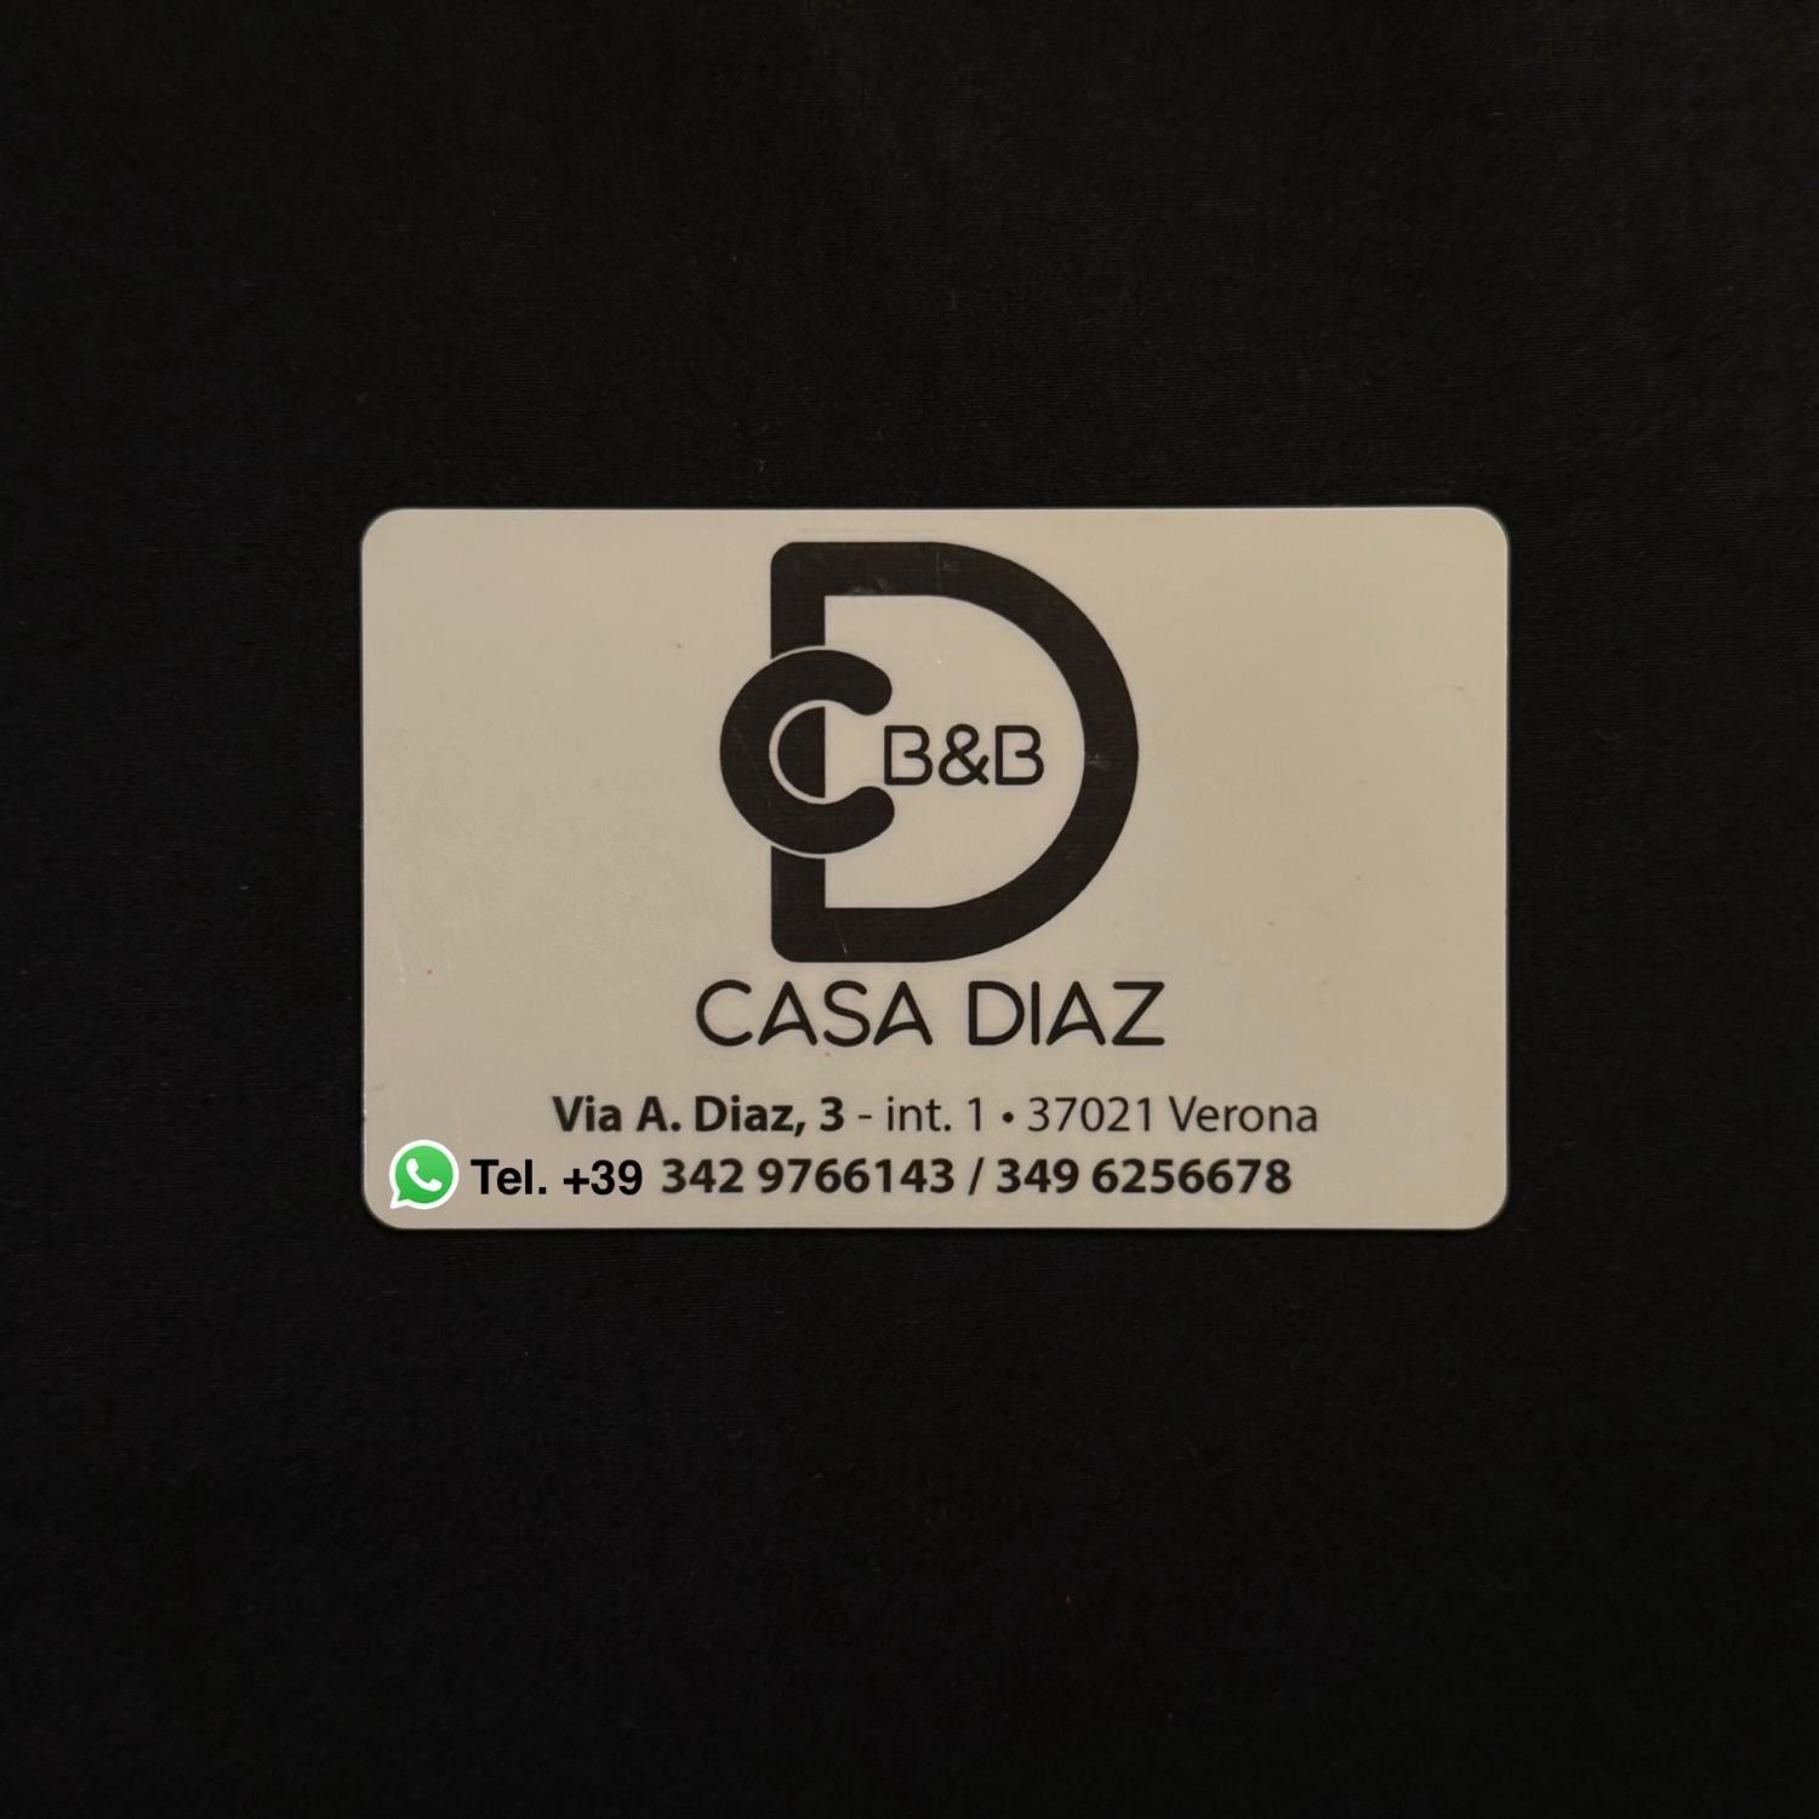 B&B
CASA DIAZ
Via A. Diaz, 3 - int. 1 • 37021 Verona
Tel. +39 342 9766143 / 349 6256678